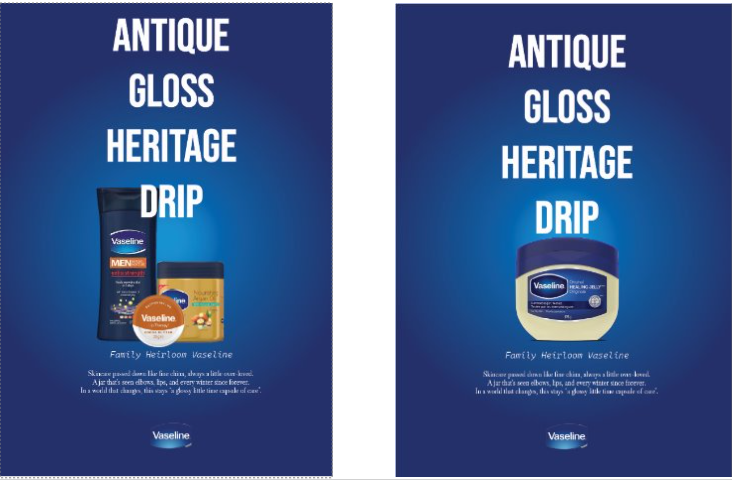 ANTIQUE
GLOSS
HERITAGE
DRIP
Vaseline
MEN
Vaseline
Family Heirloom Vaseline
Skincare passed down like fine china, always a little over-loved.
A jar that's seen elbows, lips, and every winter since forever.
In a world that changes, this stays 'a glossy little time capsule of care'.
Vaseline
ANTIQUE
GLOSS
HERITAGE
DRIP
Vaseline
HEALING JELLY
Family Heirloom Vaseline
Skincare passed down like fine china, always a little over-loved.
A jar that's seen elbows, lips, and every winter since forever.
In a world that changes, this stays 'a glossy little time capsule of care'.
Vaseline